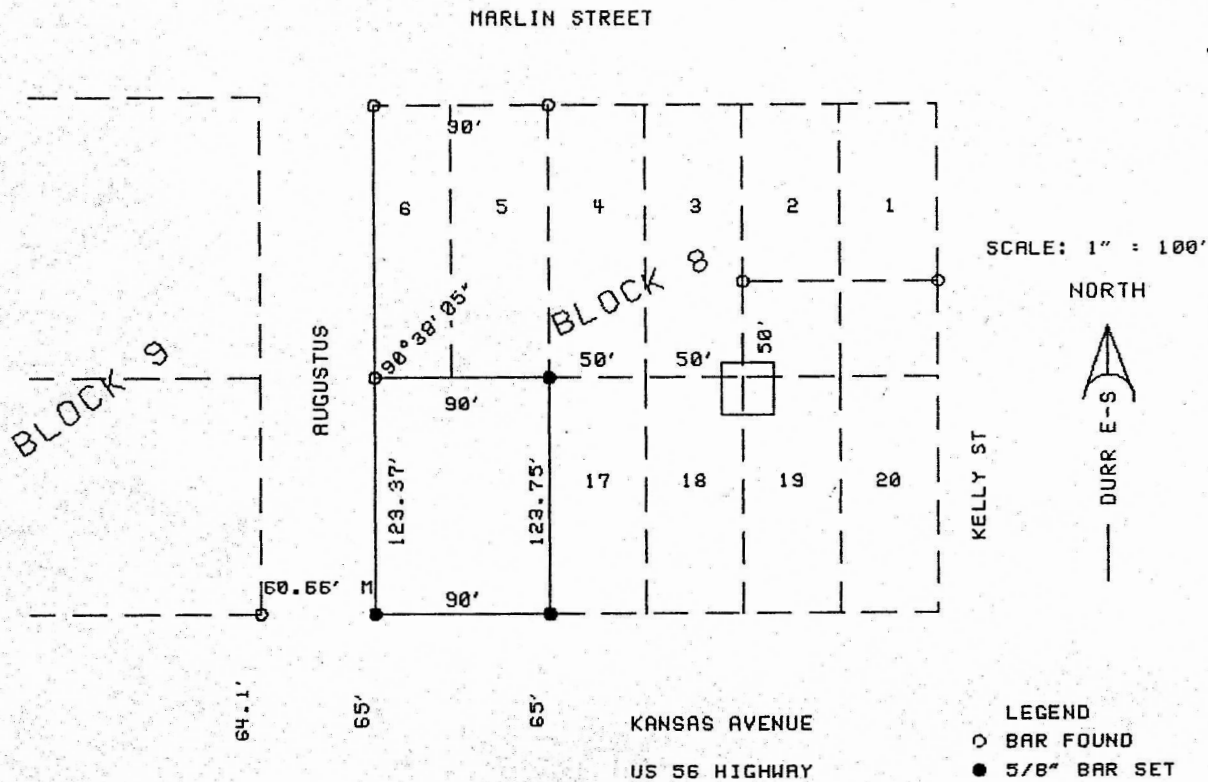 MARLIN STREET
90'
6
5
4
3
2
1
SCALE: 1" : 100'
NORTH
BLOCK 8
90°38'05"
50'
BLOCK 9
AUGUSTUS
50'
50'
90'
DURR E-S
KELLY ST
123.37'
123.75'
17
18
19
20
60.66' M
90'
64.1'
65'
65'
KANSAS AVENUE
US 56 HIGHWAY
LEGEND
BAR FOUND
5/8" BAR SET